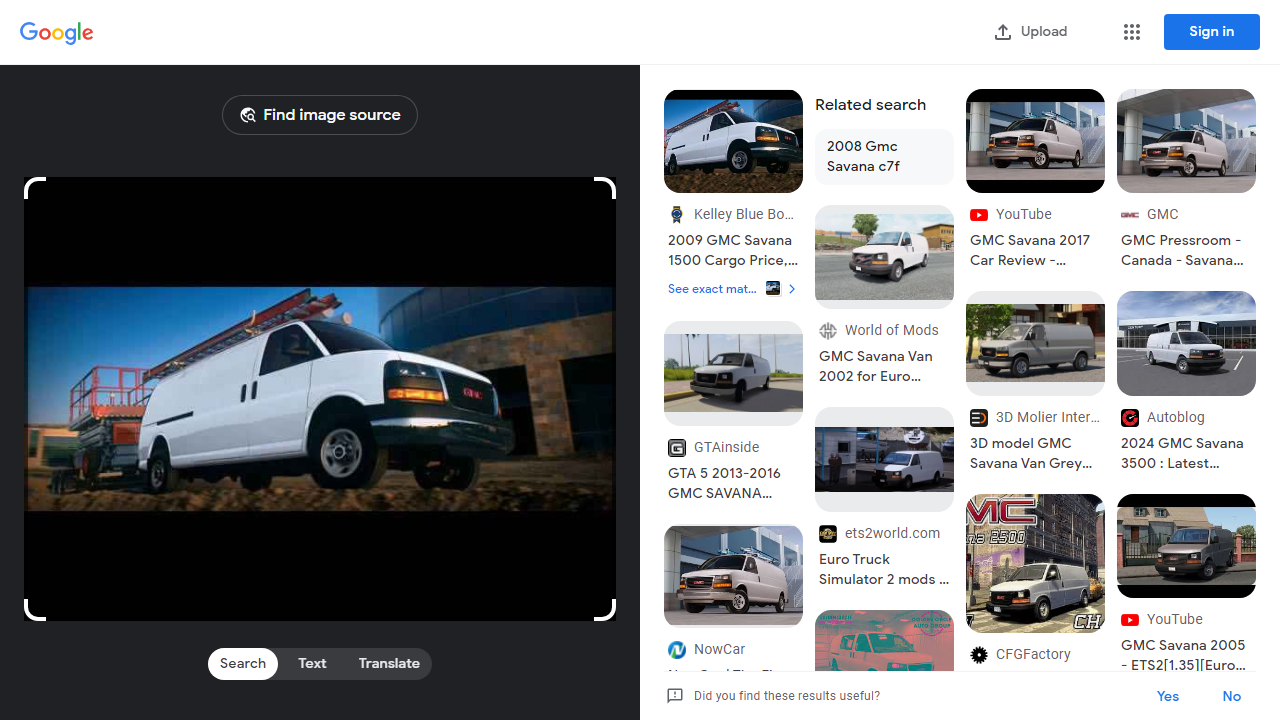 Google
Upload
Sign in
Find image source
Search
Text
Translate
Kelley Blue Bo...
2009 GMC Savana
1500 Cargo Price,...
See exact mat...
GTAinside
GTA 5 2013-2016
GMC SAVANA...
NowCar
Related search
2008 Gmc
Savana c7f
World of Mods
GMC Savana Van
2002 for Euro...
ets2world.com
Euro Truck
Simulator 2 mods ...
YouTube
GMC Savana 2017
Car Review -...
3D Molier Inter...
3D model GMC
Savana Van Grey...
CFGFactory
GMC
GMC Pressroom -
Canada - Savana...
Autoblog
2024 GMC Savana
3500 : Latest...
YouTube
GMC Savana 2005
- ETS2[1.35][Euro...
Did you find these results useful?
Yes
No